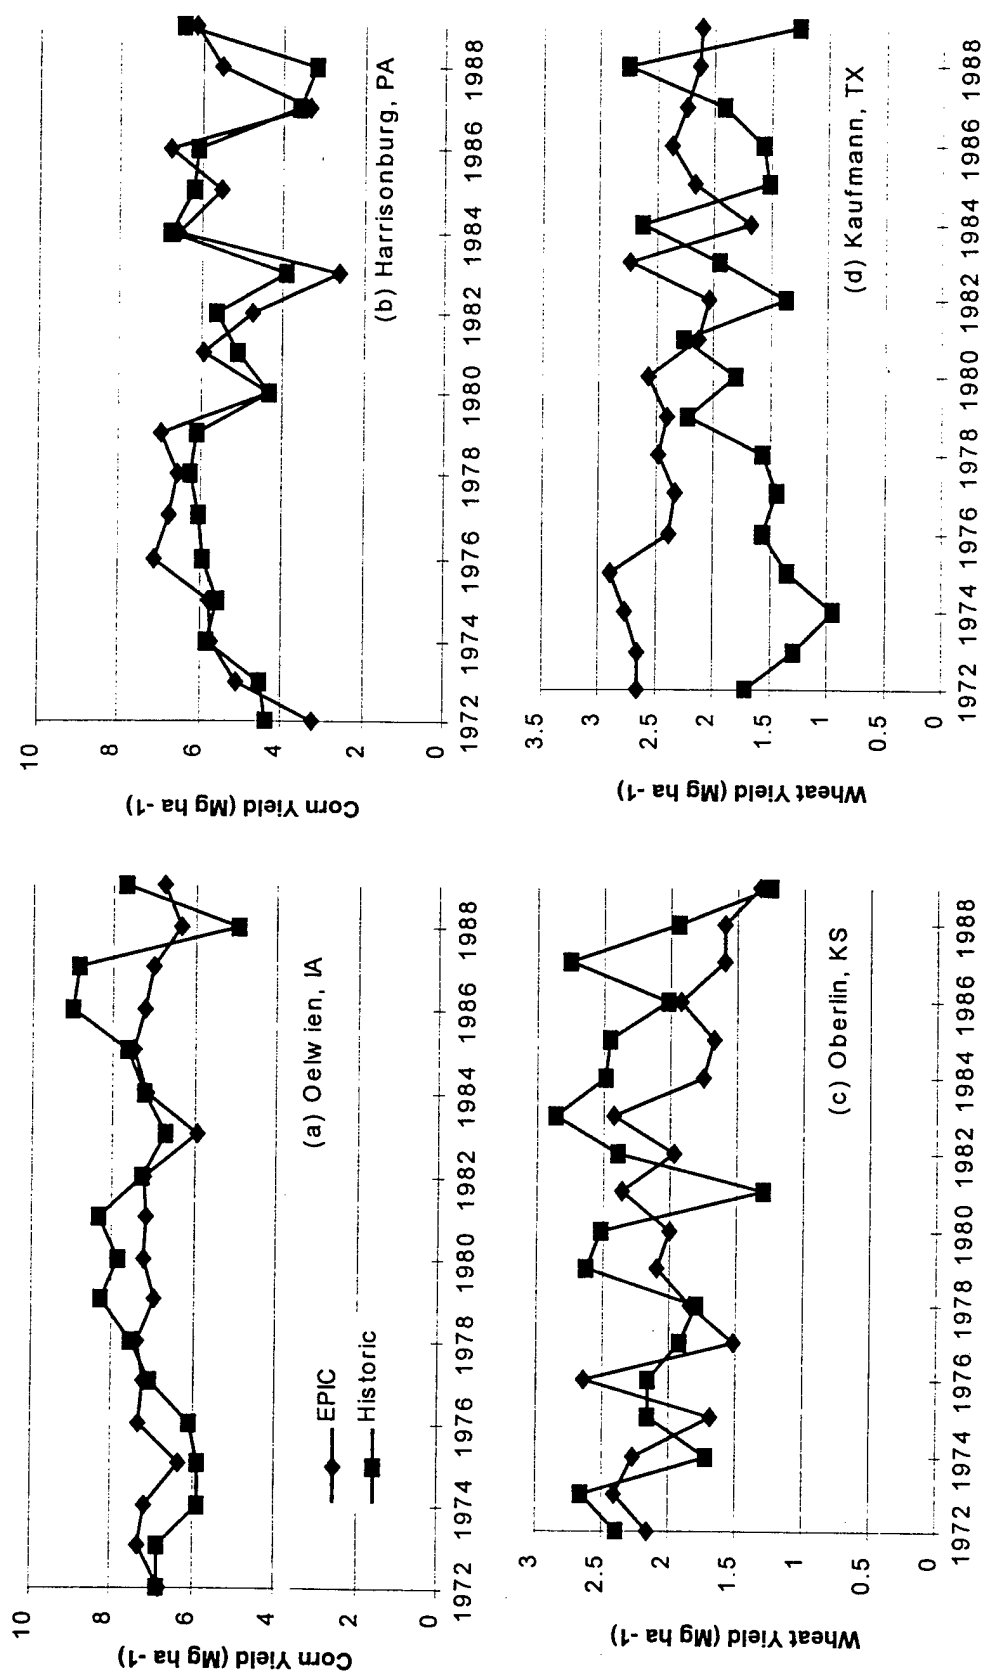 10
8
6
4
2
0
Corn Yield (Mg ha -1)
1972 1974 1976 1978 1980 1982 1984 1986 1988
EPIC
Historic
(a) Oelw ien, IA
10
8
6
4
2
0
Corn Yield (Mg ha -1)
1972 1974 1976 1978 1980 1982 1984 1986 1988
(b) Harrisonburg, PA
3
2.5
2
1.5
1
0.5
0
Wheat Yield (Mg ha -1)
1972 1974 1976 1978 1980 1982 1984 1986 1988
(c) Oberlin, KS
3.5
3
2.5
2
1.5
1
0.5
0
Wheat Yield (Mg ha -1)
1972 1974 1976 1978 1980 1982 1984 1986 1988
(d) Kaufmann, TX